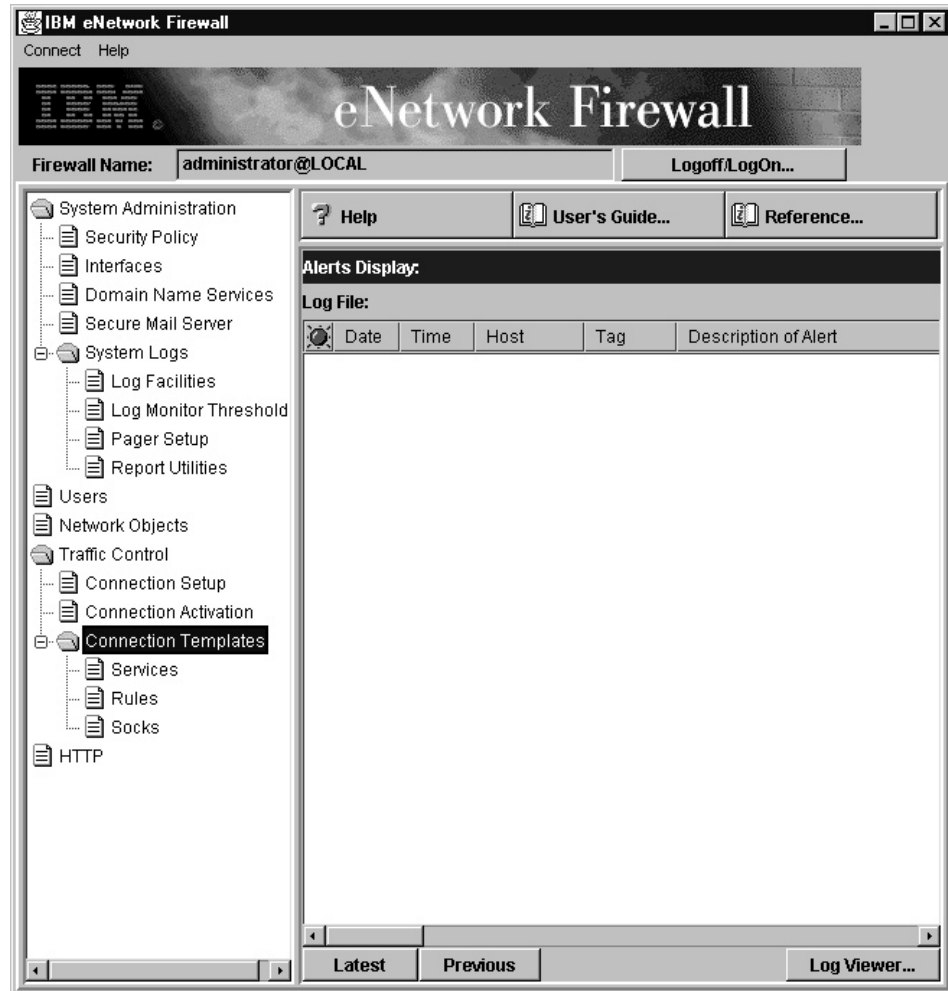 IBM eNetwork Firewall
Connect Help
IBM. eNetwork Firewall
Firewall Name: administrator@LOCAL Logoff/LogOn...
System Administration
Security Policy
Interfaces
Domain Name Services
Secure Mail Server
System Logs
Log Facilities
Log Monitor Threshold
Pager Setup
Report Utilities
Users
Network Objects
Traffic Control
Connection Setup
Connection Activation
Connection Templates
Services
Rules
Socks
HTTP
? Help User's Guide... Reference...
Alerts Display:
Log File:
Date Time Host Tag Description of Alert
Latest Previous Log Viewer...